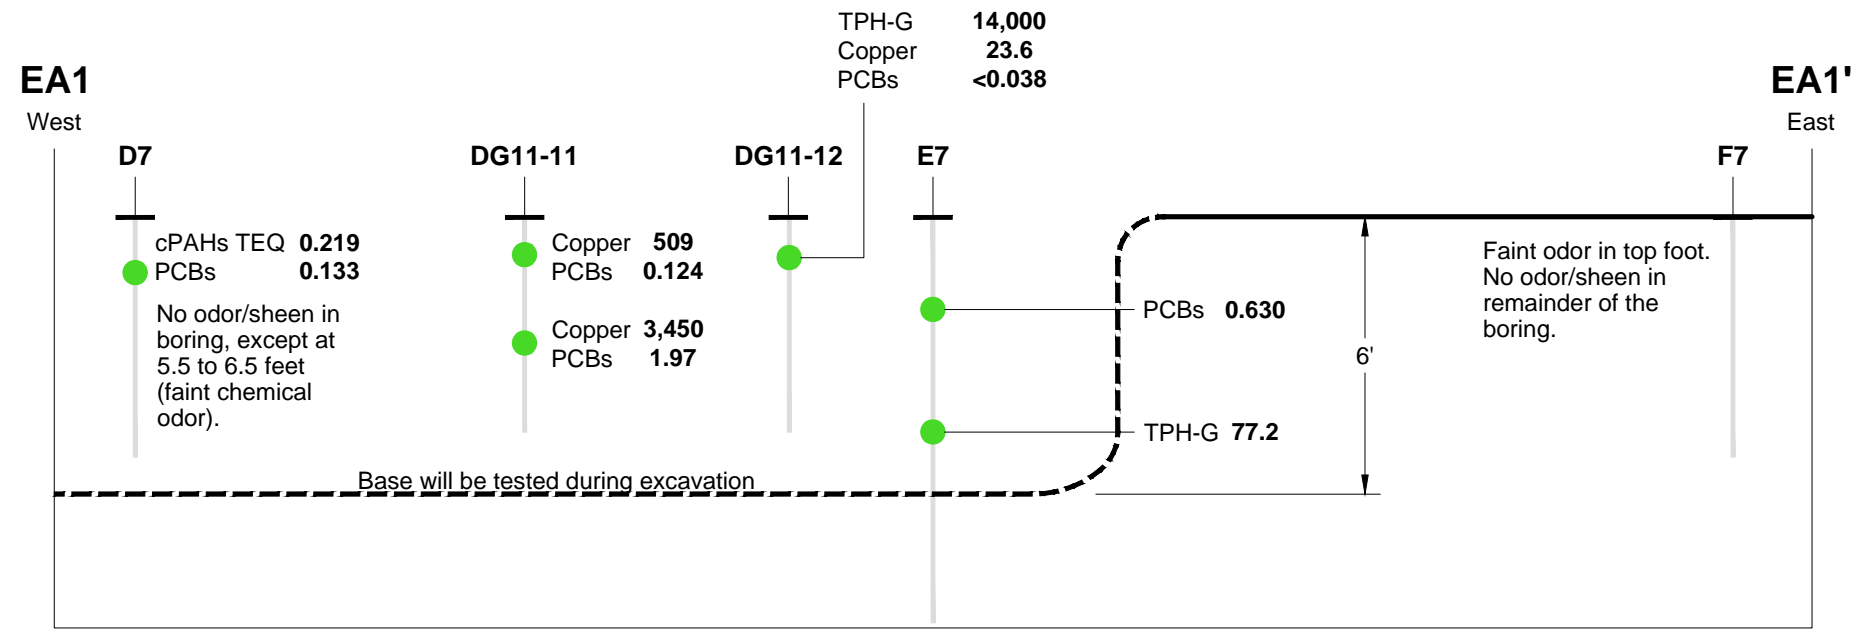 TPH-G 14,000
Copper 23.6
PCBs <0.038
EA1
West
EA1'
East
D7
DG11-11
DG11-12
E7
F7
cPAHs TEQ 0.219
PCBs 0.133
No odor/sheen in
boring, except at
5.5 to 6.5 feet
(faint chemical
odor).
Copper 509
PCBs 0.124
Copper 3,450
PCBs 1.97
PCBs 0.630
TPH-G 77.2
6'
Faint odor in top foot.
No odor/sheen in
remainder of the
boring.
Base will be tested during excavation